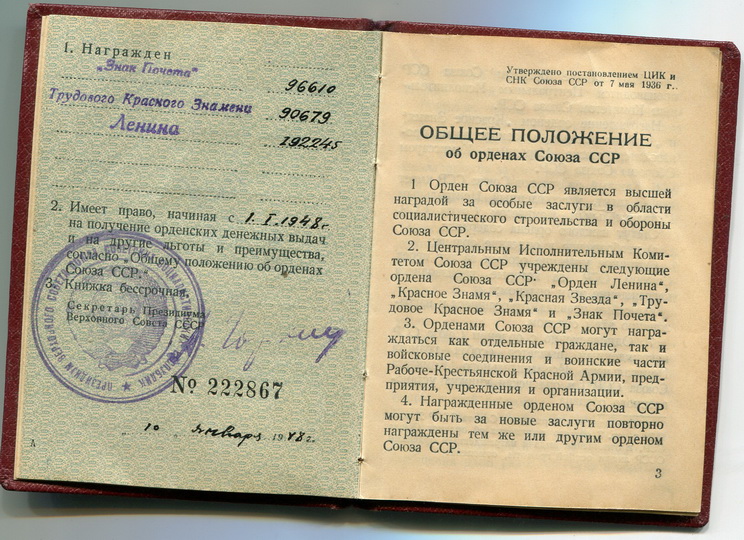 1. Награжден
„Знак Почета“ 96610
Трудового Красного Знамени 90679
Ленина 192245
2. Имеет право, начиная с 1.I.1948 г
на получение орденских денежных выдач
и на другие льготы и преимущества,
согласно „Общему положению об орденах
Союза ССР.“
3. Книжка бессрочная.
Секретарь Президиума
Верховного Совета ССР
№ 222867
10 января 1948 г.
Утверждено постановлением ЦИК и
СНК Союза ССР от 7 мая 1936 г.
ОБЩЕЕ ПОЛОЖЕНИЕ
об орденах Союза ССР
1 Орден Союза ССР является высшей
наградой за особые заслуги в области
социалистического строительства и обороны
Союза ССР.
2. Центральным Исполнительным Коми-
тетом Союза ССР учреждены следующие
ордена Союза ССР· „Орден Ленина“,
„Красное Знамя“, „Красная Звезда“, „Тру-
довое Красное Знамя“ и „Знак Почета“.
3. Орденами Союза ССР могут награ-
ждаться как отдельные граждане, так и
войсковые соединения и воинские части
Рабоче-Крестьянской Красной Армии, пред-
приятия, учреждения и организации.
4. Награжденные орденом Союза ССР
могут быть за новые заслуги повторно
награждены тем же или другим орденом
Союза ССР.
3